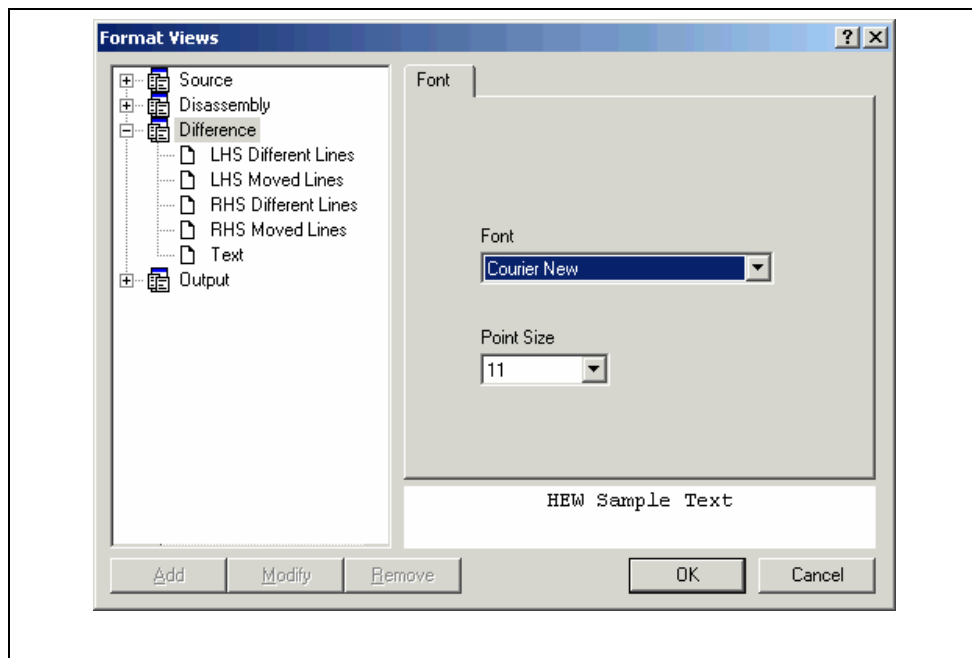 Format Views
Source
Disassembly
Difference
LHS Different Lines
LHS Moved Lines
RHS Different Lines
RHS Moved Lines
Text
Output
Font
Font
Courier New
Point Size
11
HEW Sample Text
Add
Modify
Remove
OK
Cancel